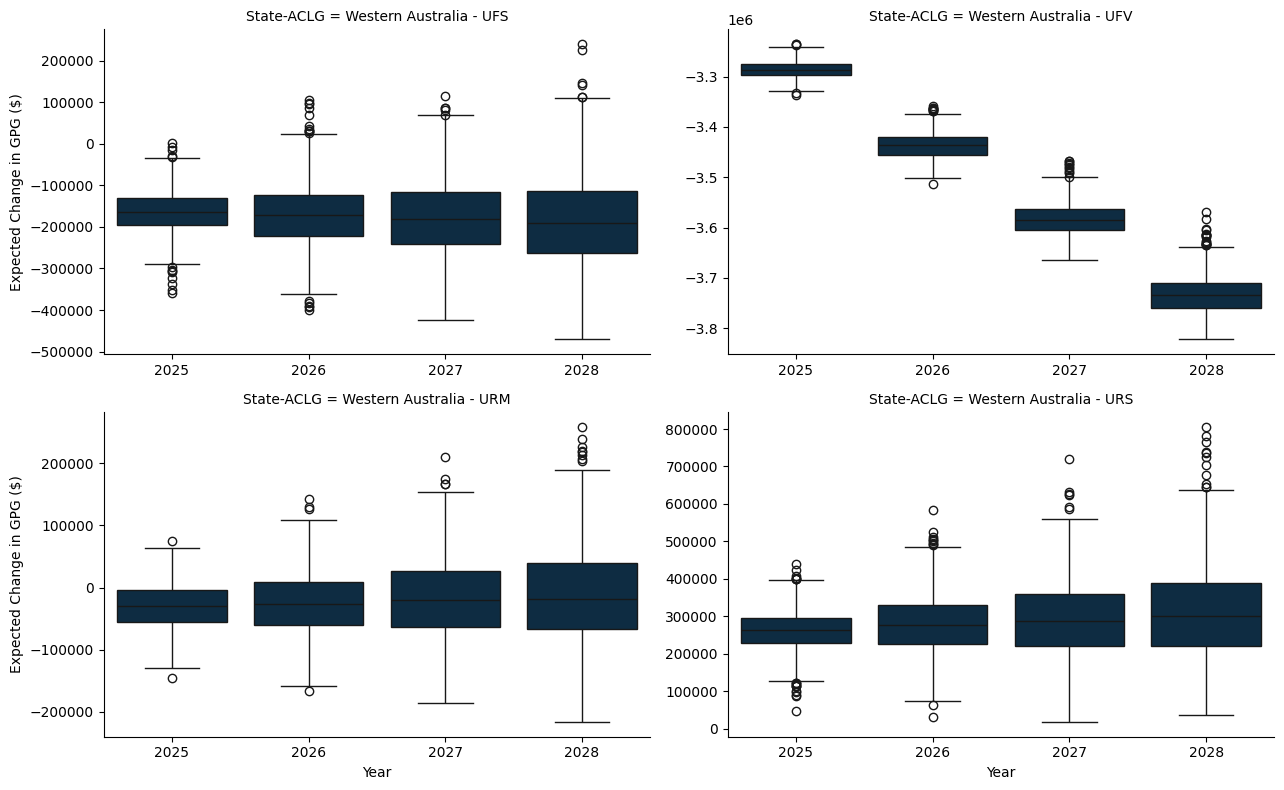 State-ACLG = Western Australia - UFS
Expected Change in GPG ($)
200000
100000
0
−100000
−200000
−300000
−400000
−500000
2025 2026 2027 2028
State-ACLG = Western Australia - UFV
1e6
−3.3
−3.4
−3.5
−3.6
−3.7
−3.8
2025 2026 2027 2028
State-ACLG = Western Australia - URM
Expected Change in GPG ($)
200000
100000
0
−100000
−200000
2025 2026 2027 2028
Year
State-ACLG = Western Australia - URS
800000
700000
600000
500000
400000
300000
200000
100000
0
2025 2026 2027 2028
Year